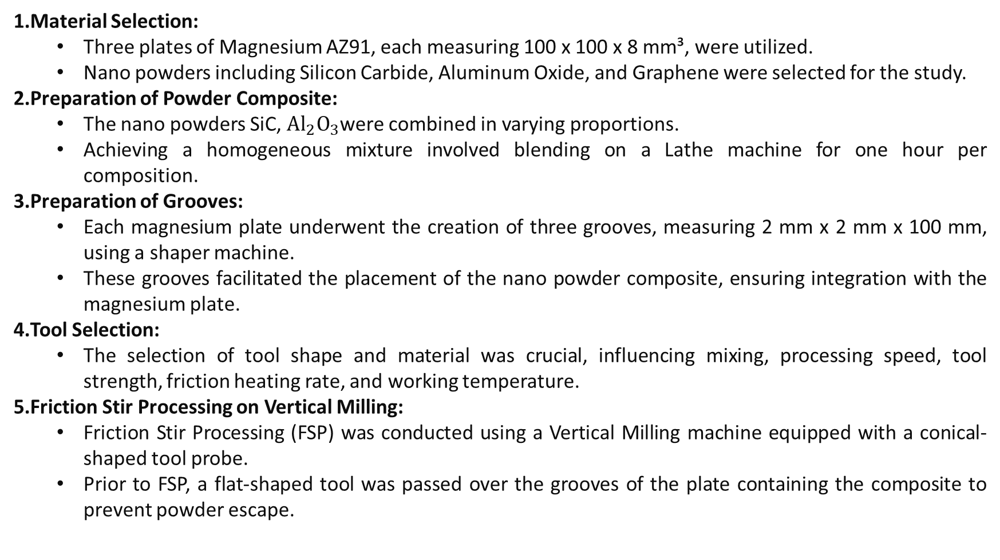 1.Material Selection:
• Three plates of Magnesium AZ91, each measuring 100 x 100 x 8 mm³, were utilized.
• Nano powders including Silicon Carbide, Aluminum Oxide, and Graphene were selected for the study.
2.Preparation of Powder Composite:
• The nano powders SiC, Al₂O₃ were combined in varying proportions.
• Achieving a homogeneous mixture involved blending on a Lathe machine for one hour per
composition.
3.Preparation of Grooves:
• Each magnesium plate underwent the creation of three grooves, measuring 2 mm x 2 mm x 100 mm,
using a shaper machine.
• These grooves facilitated the placement of the nano powder composite, ensuring integration with the
magnesium plate.
4.Tool Selection:
• The selection of tool shape and material was crucial, influencing mixing, processing speed, tool
strength, friction heating rate, and working temperature.
5.Friction Stir Processing on Vertical Milling:
• Friction Stir Processing (FSP) was conducted using a Vertical Milling machine equipped with a conical-
shaped tool probe.
• Prior to FSP, a flat-shaped tool was passed over the grooves of the plate containing the composite to
prevent powder escape.